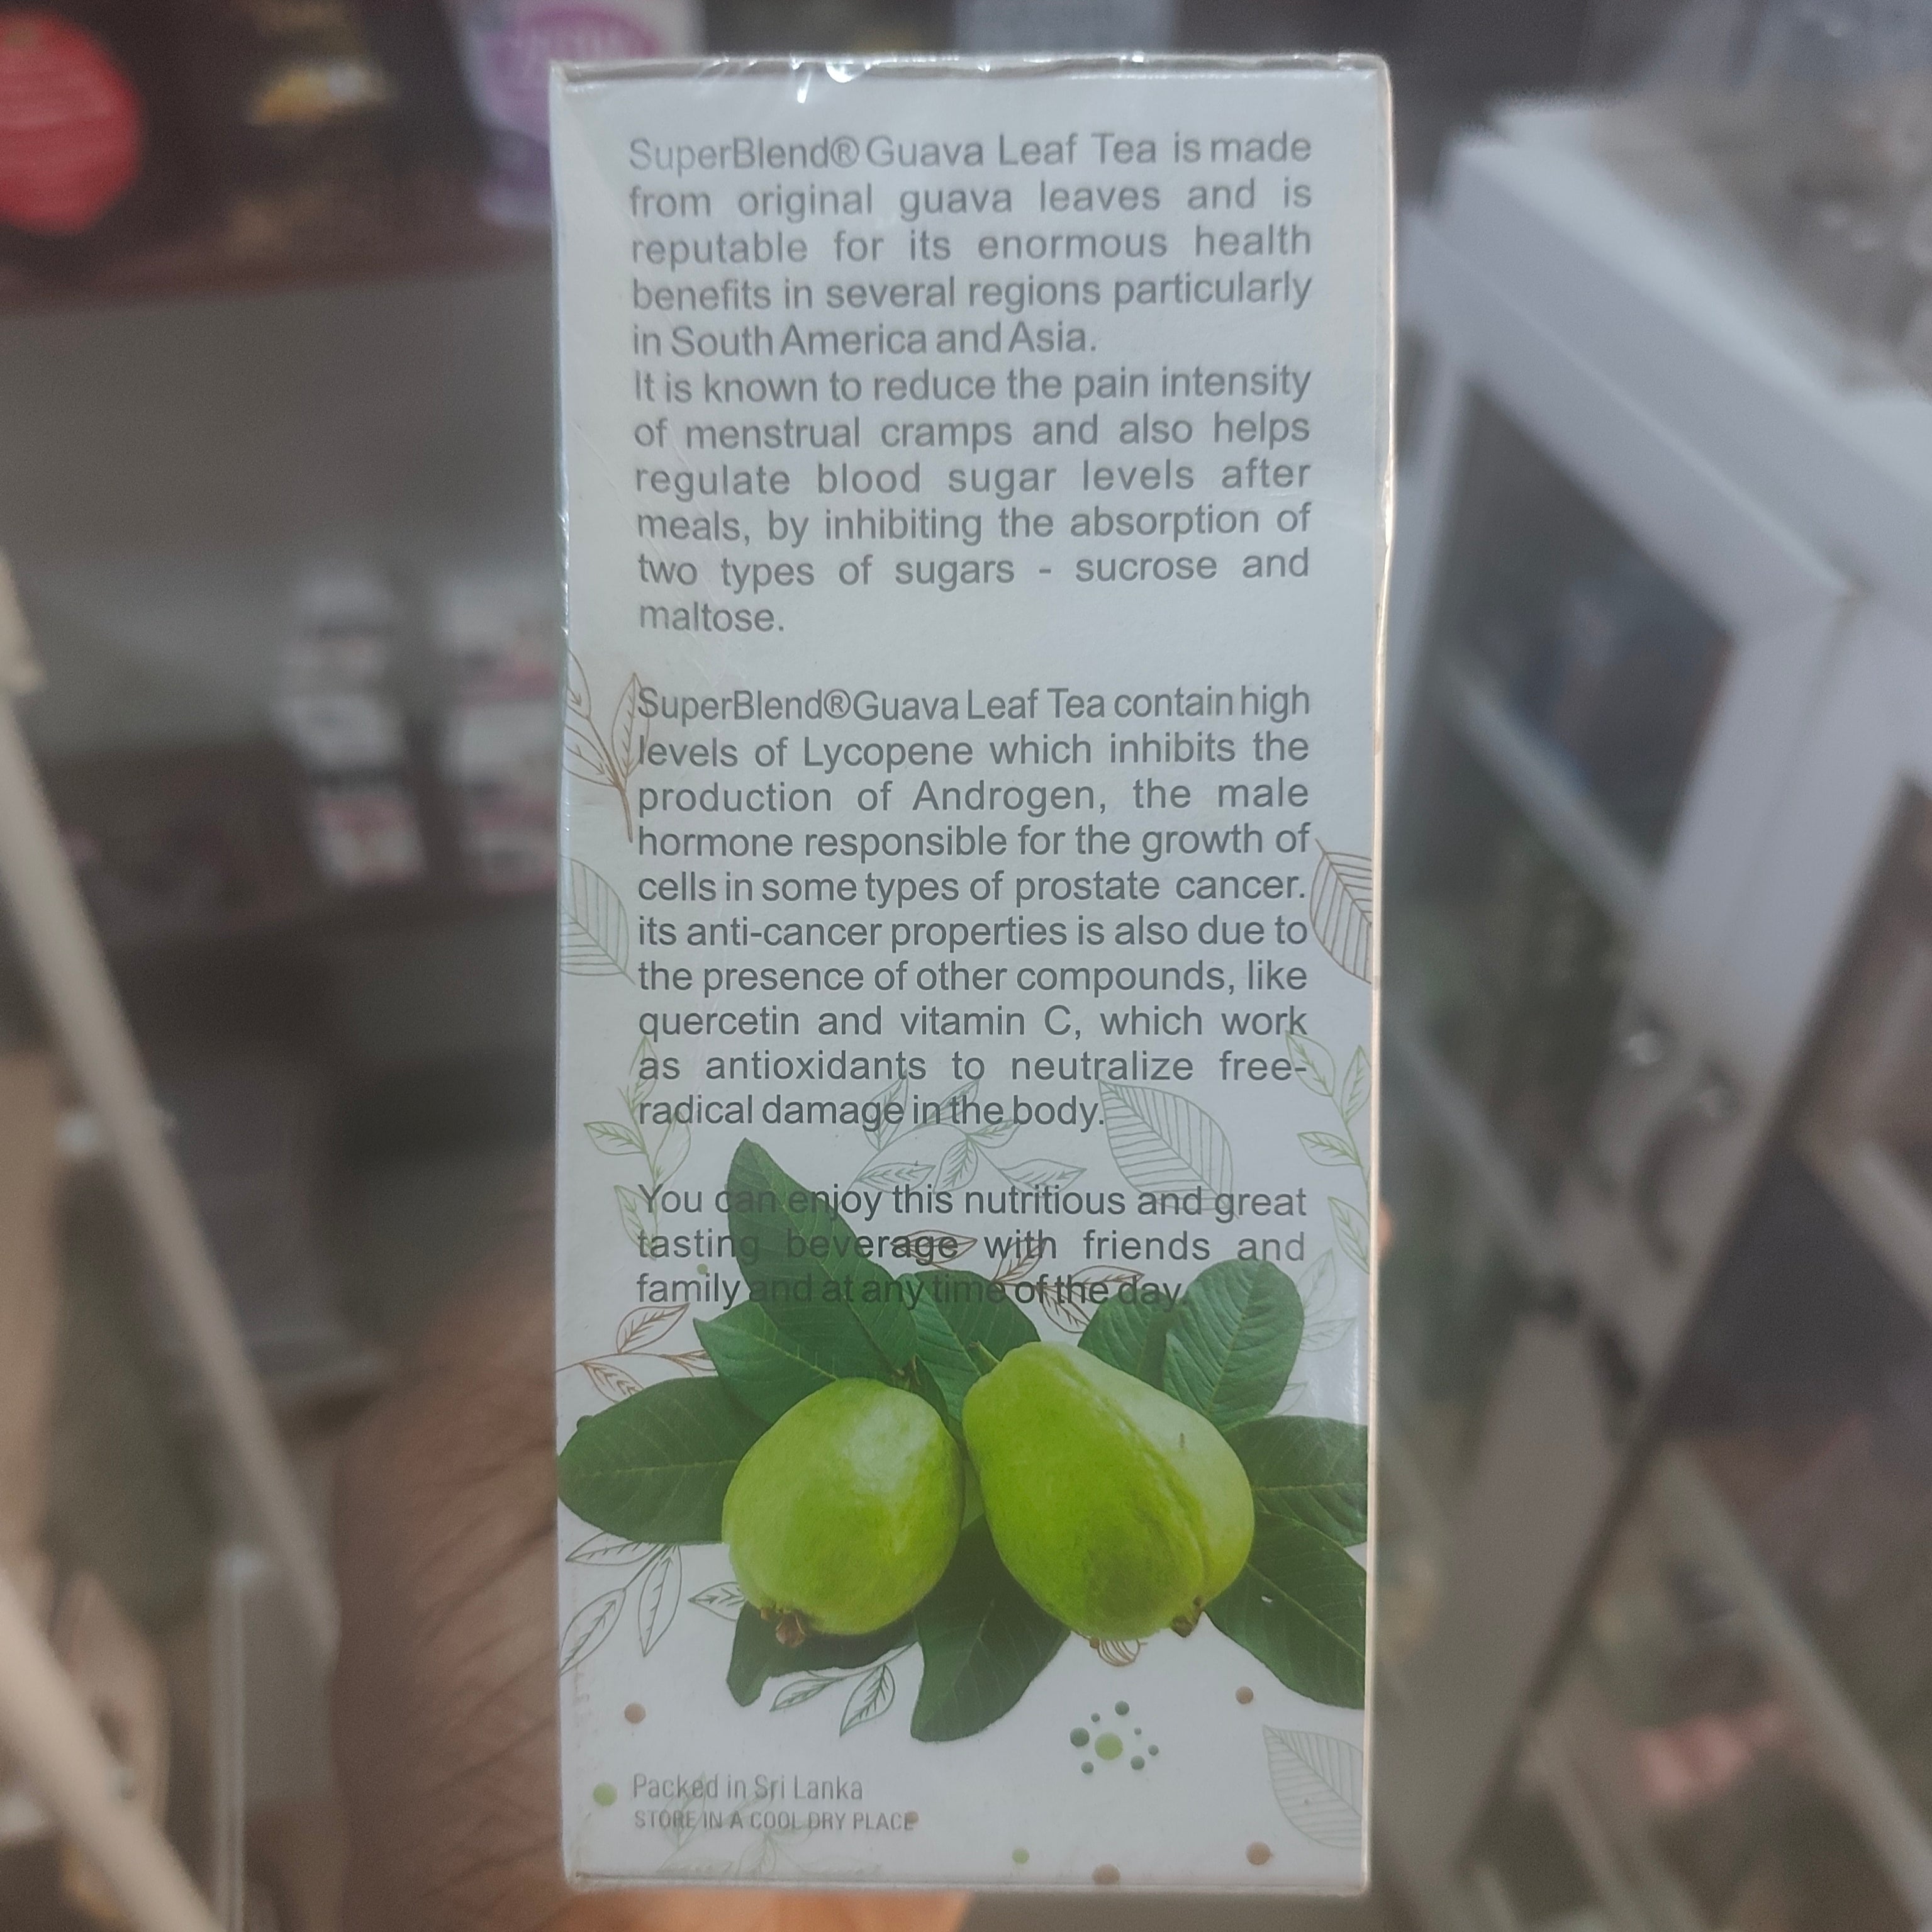 SuperBlend® Guava Leaf Tea is made
from original guava leaves and is
reputable for its enormous health
benefits in several regions particularly
in South America and Asia.
It is known to reduce the pain intensity
of menstrual cramps and also helps
regulate blood sugar levels after
meals, by inhibiting the absorption of
two types of sugars - sucrose and
maltose.
SuperBlend® Guava Leaf Tea contain high
levels of Lycopene which inhibits the
production of Androgen, the male
hormone responsible for the growth of
cells in some types of prostate cancer.
its anti-cancer properties is also due to
the presence of other compounds, like
quercetin and vitamin C, which work
as antioxidants to neutralize free-
radical damage in the body.
You can enjoy this nutritious and great
tasting beverage with friends and
family and at any time of the day.
Packed in Sri Lanka
STORE IN A COOL DRY PLACE